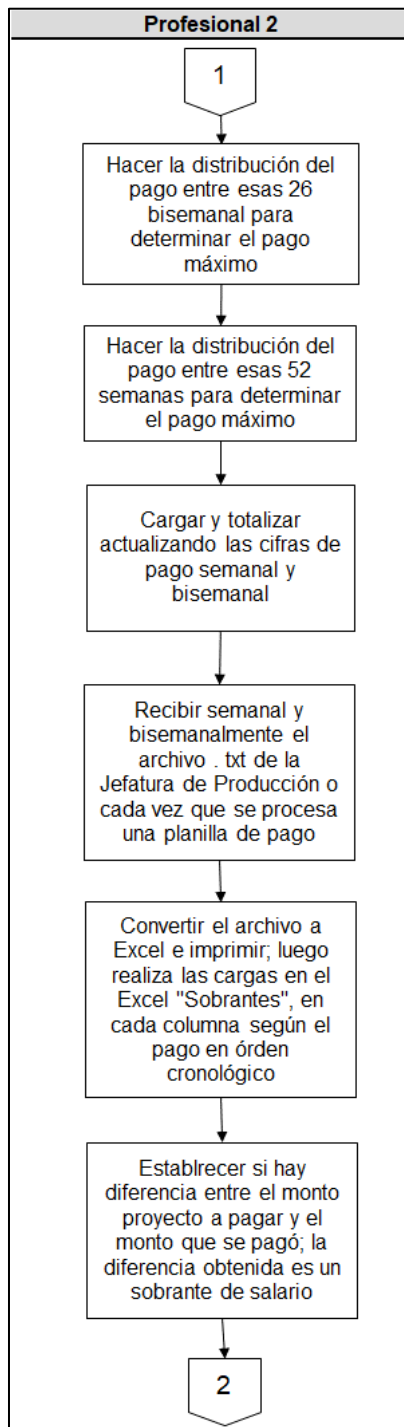 Profesional 2
1
Hacer la distribución del
pago entre esas 26
bisemanal para
determinar el pago
máximo
Hacer la distribución del
pago entre esas 52
semanas para determinar
el pago máximo
Cargar y totalizar
actualizando las cifras de
pago semanal y
bisemanal
Recibir semanal y
bisemanalmente el
archivo . txt de la
Jefatura de Producción o
cada vez que se procesa
una planilla de pago
Convertir el archivo a
Excel e imprimir; luego
realiza las cargas en el
Excel "Sobrantes", en
cada columna según el
pago en órden
cronológico
Establrecer si hay
diferencia entre el monto
proyecto a pagar y el
monto que se pagó; la
diferencia obtenida es un
sobrante de salario
2